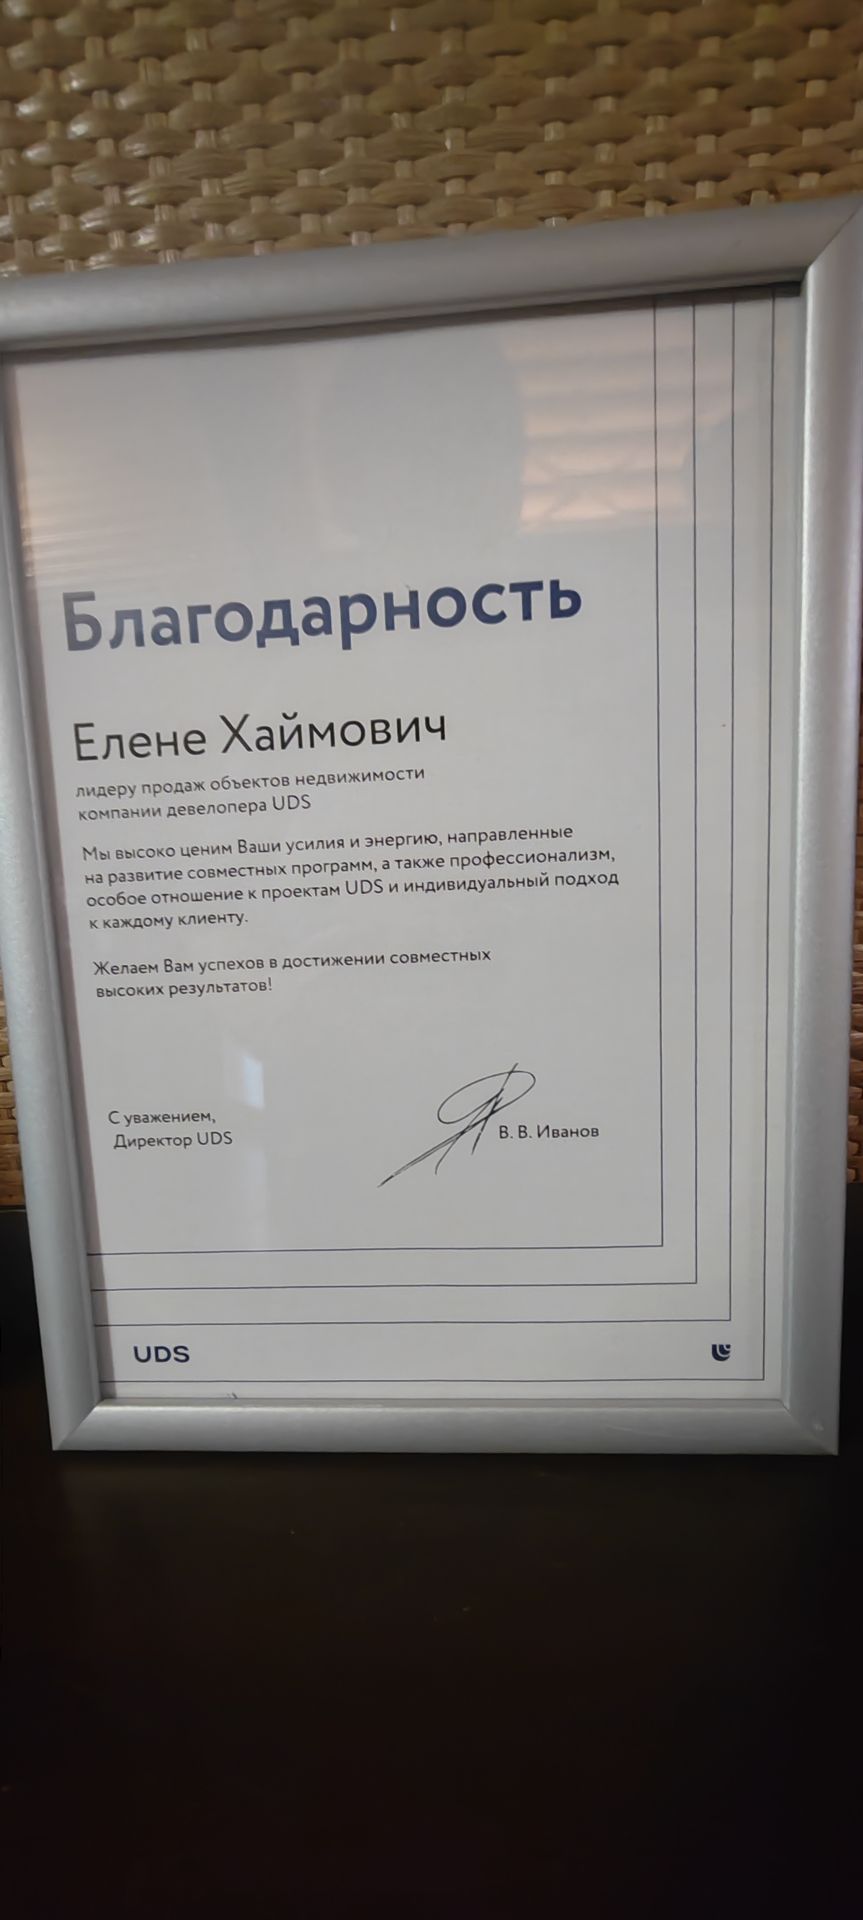 Благодарность
Елене Хаймович
лидеру продаж объектов недвижимости
компании девелопера UDS
Мы высоко ценим Ваши усилия и энергию, направленные
на развитие совместных программ, а также профессионализм,
особое отношение к проектам UDS и индивидуальный подход
к каждому клиенту.
Желаем Вам успехов в достижении совместных
высоких результатов!
С уважением,
Директор UDS
В. В. Иванов
UDS